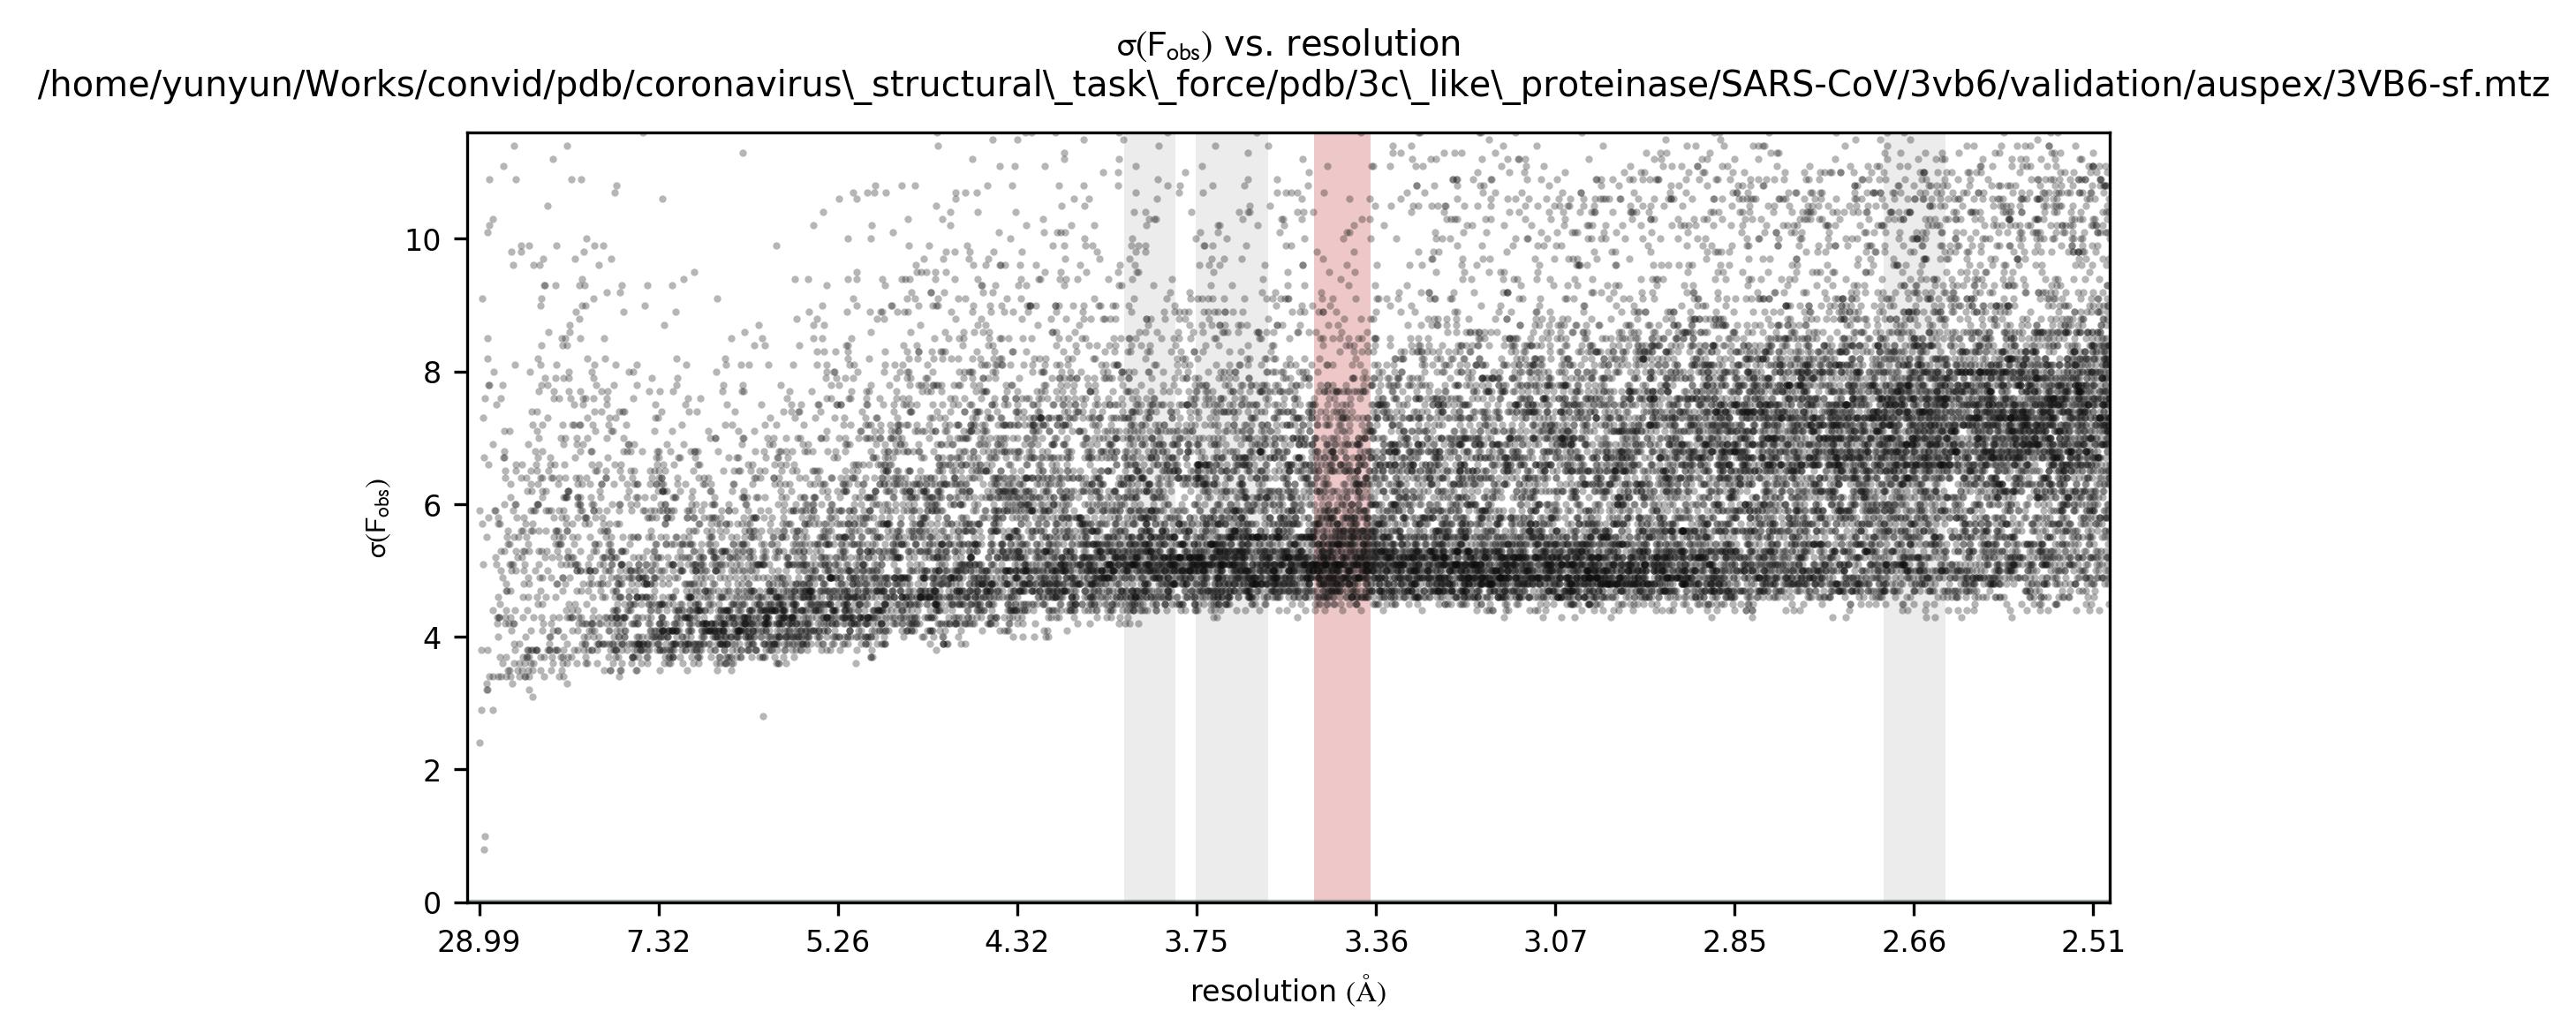 σ(Fobs) vs. resolution
/home/yunyun/Works/convid/pdb/coronavirus\_structural\_task\_force/pdb/3c\_like\_proteinase/SARS-CoV/3vb6/validation/auspex/3VB6-sf.mtz
σ(Fobs)
10
8
6
4
2
0
28.99 7.32 5.26 4.32 3.75 3.36 3.07 2.85 2.66 2.51
resolution (Å)